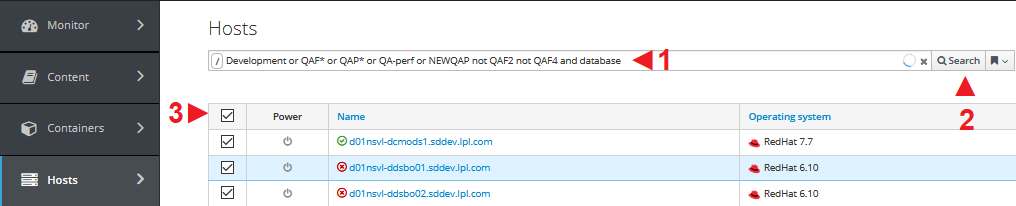 Monitor
Content
Containers
Hosts
Hosts
/ Development or QAF* or QAP* or QA-perf or NEWQAP not QAF2 not QAF4 and database 1 Search
2
3 Power Name Operating system
d01nsvl-dcmods1.sddev.lpl.com RedHat 7.7
d01nsvl-ddsbo01.sddev.lpl.com RedHat 6.10
d01nsvl-ddsbo02.sddev.lpl.com RedHat 6.10